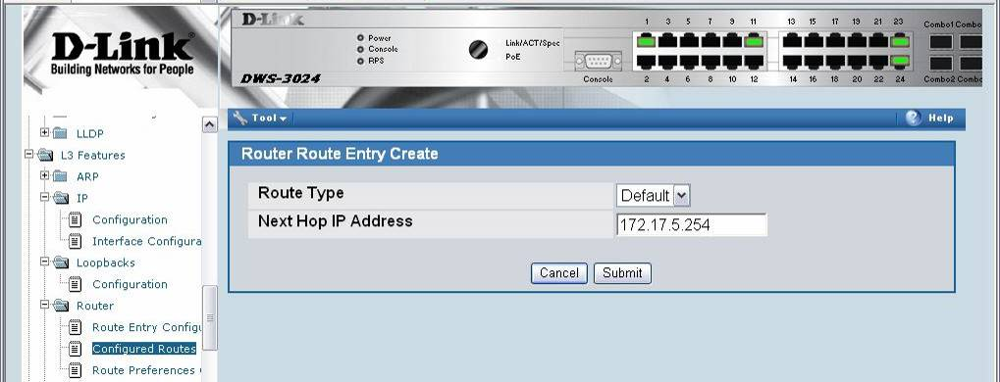 D-Link
Building Networks for People
D-Link
Power
Console
RPS
Link/ACT/Spec
PoE
Console
1 3 5 7 9 11 13 15 17 19 21 23
2 4 6 8 10 12 14 16 18 20 22 24
Combo1 Combo
Combo2 Combo
DWS-3024
Tool
Help
LLDP
L3 Features
ARP
IP
Configuration
Interface Configura
Loopbacks
Configuration
Router
Route Entry Configu
Configured Routes
Route Preferences
Router Route Entry Create
Route Type
Default
Next Hop IP Address
172.17.5.254
Cancel
Submit